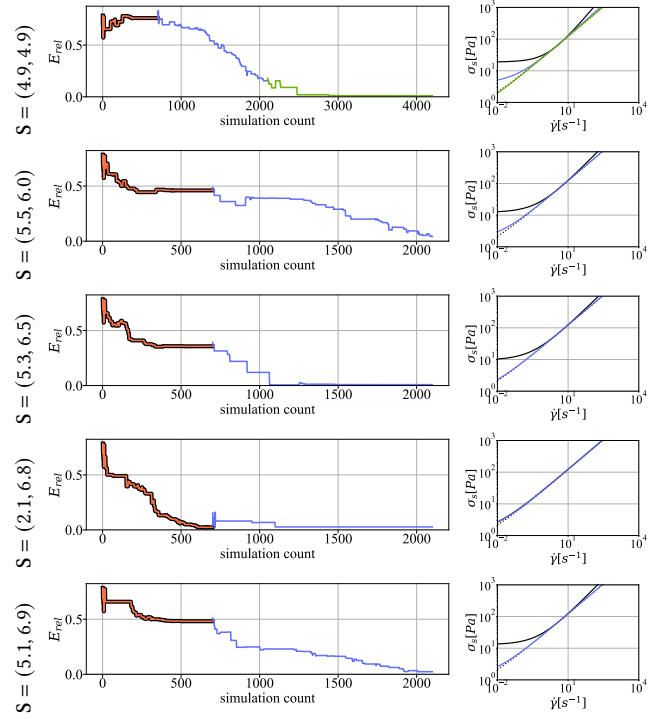 S = (4.9, 4.9)
E_rel
0.5
0.0
0 1000 2000 3000 4000
simulation count
σ_s[Pa]
10^3
10^2
10^1
10^0
10^-2 10^1 10^4
γ̇[s^-1]
S = (5.5, 6.0)
E_rel
0.5
0.0
0 500 1000 1500 2000
simulation count
σ_s[Pa]
10^3
10^2
10^1
10^0
10^-2 10^1 10^4
γ̇[s^-1]
S = (5.3, 6.5)
E_rel
0.5
0.0
0 500 1000 1500 2000
simulation count
σ_s[Pa]
10^3
10^2
10^1
10^0
10^-2 10^1 10^4
γ̇[s^-1]
S = (2.1, 6.8)
E_rel
0.5
0.0
0 500 1000 1500 2000
simulation count
σ_s[Pa]
10^3
10^2
10^1
10^0
10^-2 10^1 10^4
γ̇[s^-1]
S = (5.1, 6.9)
E_rel
0.5
0.0
0 500 1000 1500 2000
simulation count
σ_s[Pa]
10^3
10^2
10^1
10^0
10^-2 10^1 10^4
γ̇[s^-1]